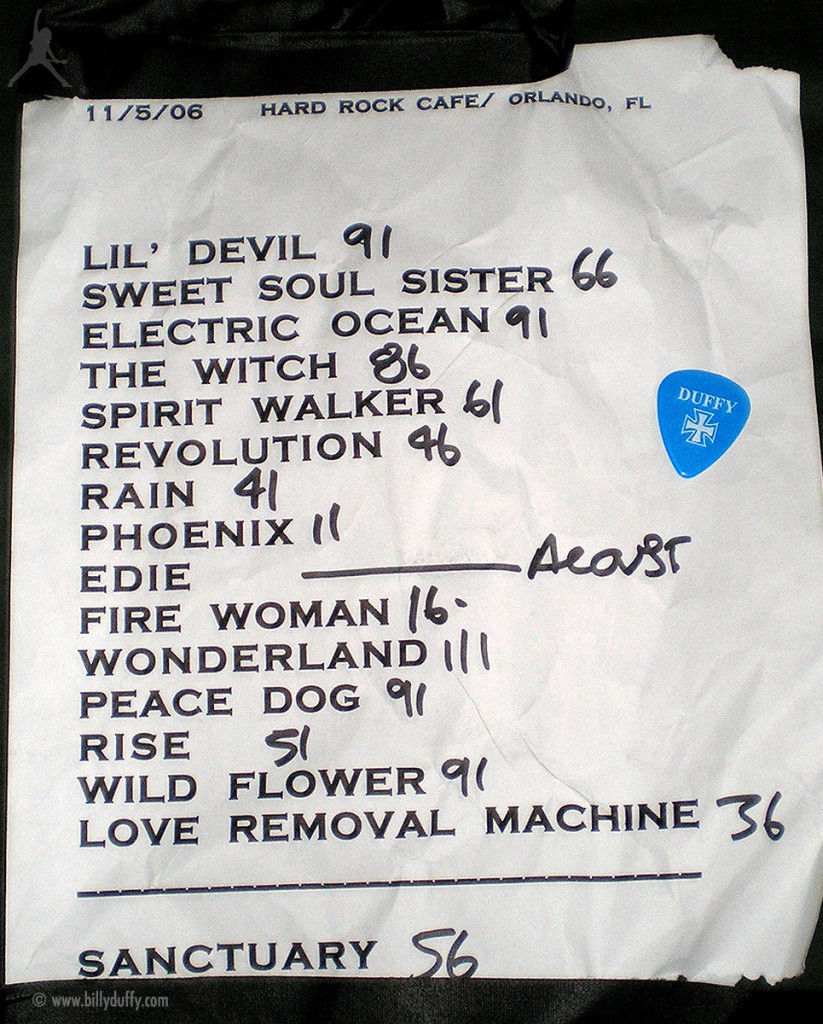 11/5/06 HARD ROCK CAFE/ ORLANDO, FL
LIL' DEVIL 91
SWEET SOUL SISTER 66
ELECTRIC OCEAN 91
THE WITCH 86
SPIRIT WALKER 61
REVOLUTION 46
DUFFY
RAIN 41
PHOENIX 11
EDIE ——— Acoust
FIRE WOMAN 16-
WONDERLAND 111
PEACE DOG 91
RISE 51
WILD FLOWER 91
LOVE REMOVAL MACHINE 36
SANCTUARY 56
© www.billyduffy.com